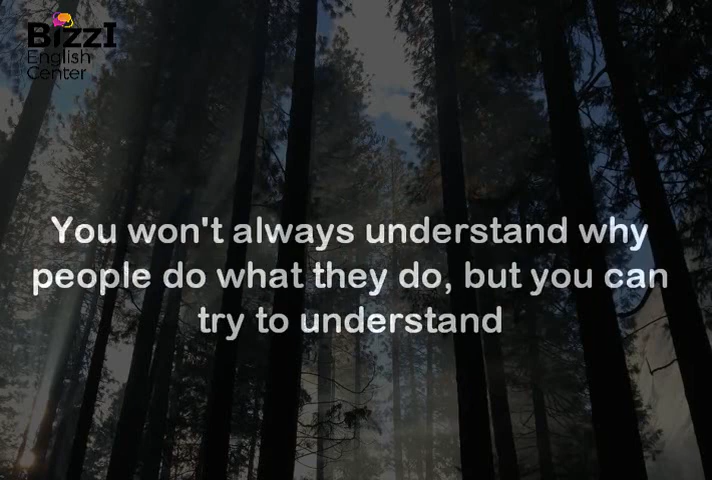 BizzI
English
Center
You won't always understand why
people do what they do, but you can
try to understand